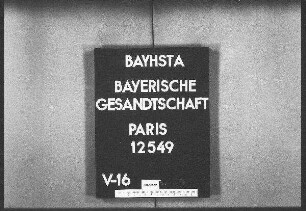 BAYHSTA
BAYERISCHE
GESANDTSCHAFT
PARIS
12549
V-16